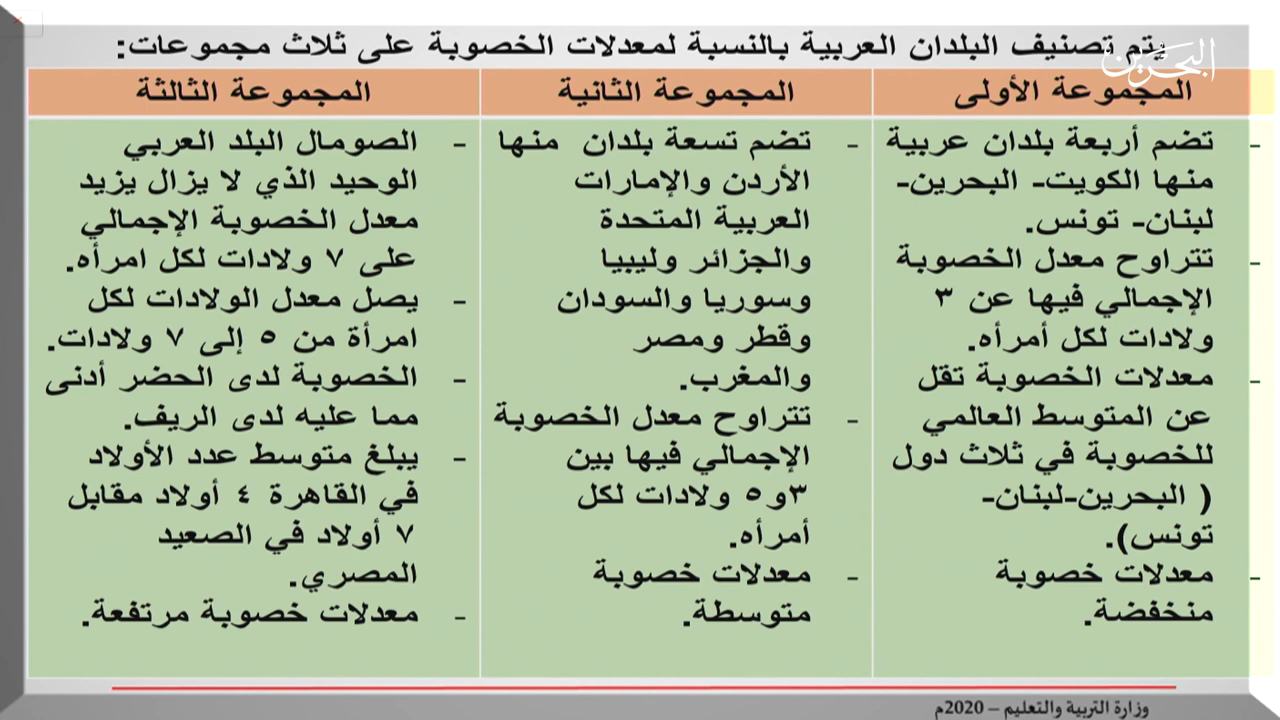 البحرين
يتم تصنيف البلدان العربية بالنسبة لمعدلات الخصوبة على ثلاث مجموعات:
المجموعة الأولى
- تضم أربعة بلدان عربية
منها الكويت- البحرين-
لبنان- تونس.
- تتراوح معدل الخصوبة
الإجمالي فيها عن ٣
ولادات لكل أمرأه.
- معدلات الخصوبة تقل
عن المتوسط العالمي
للخصوبة في ثلاث دول
( البحرين-لبنان-
تونس).
- معدلات خصوبة
منخفضة.
المجموعة الثانية
- تضم تسعة بلدان منها
الأردن والإمارات
العربية المتحدة
والجزائر وليبيا
وسوريا والسودان
وقطر ومصر
والمغرب.
- تتراوح معدل الخصوبة
الإجمالي فيها بين
٣و٥ ولادات لكل
أمرأه.
- معدلات خصوبة
متوسطة.
المجموعة الثالثة
- الصومال البلد العربي
الوحيد الذي لا يزال يزيد
معدل الخصوبة الإجمالي
على ٧ ولادات لكل امرأه.
- يصل معدل الولادات لكل
امرأة من ٥ إلى ٧ ولادات.
- الخصوبة لدى الحضر أدنى
مما عليه لدى الريف.
- يبلغ متوسط عدد الأولاد
في القاهرة ٤ أولاد مقابل
٧ أولاد في الصعيد
المصري.
- معدلات خصوبة مرتفعة.
وزارة التربية والتعليم – 2020م